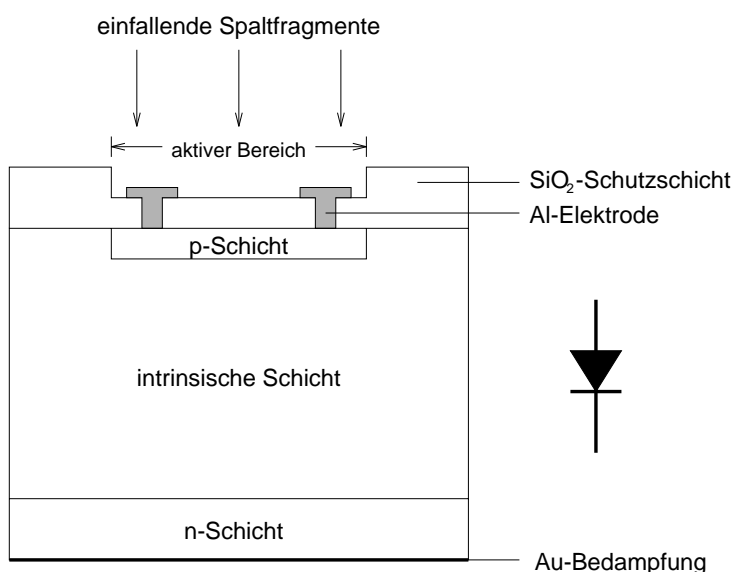 einfallende Spaltfragmente
aktiver Bereich
SiO2-Schutzschicht
Al-Elektrode
p-Schicht
intrinsische Schicht
n-Schicht
Au-Bedampfung